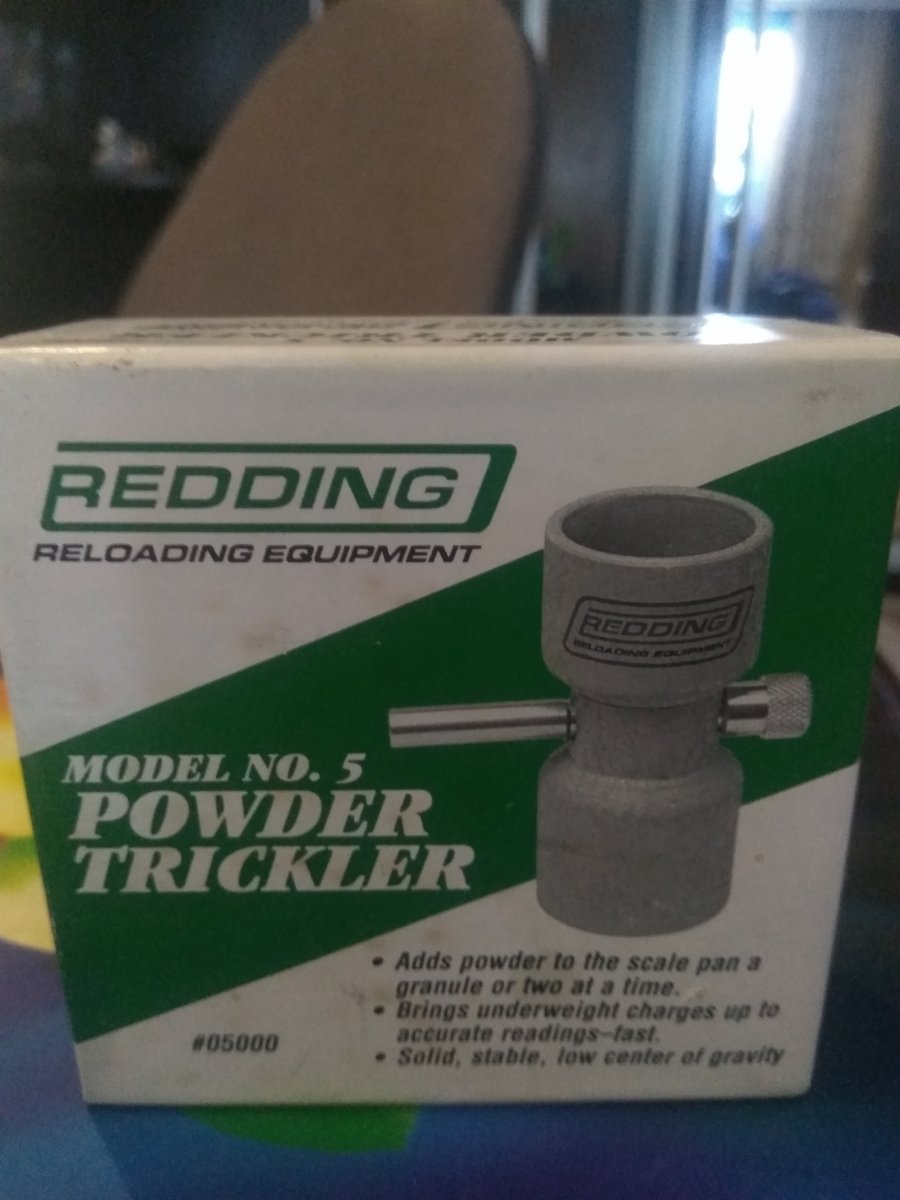 REDDING
RELOADING EQUIPMENT
REDDING
RELOADING EQUIPMENT
MODEL NO. 5
POWDER
TRICKLER
• Adds powder to the scale pan a
granule or two at a time.
• Brings underweight charges up to
accurate readings–fast.
• Solid, stable, low center of gravity
#05000